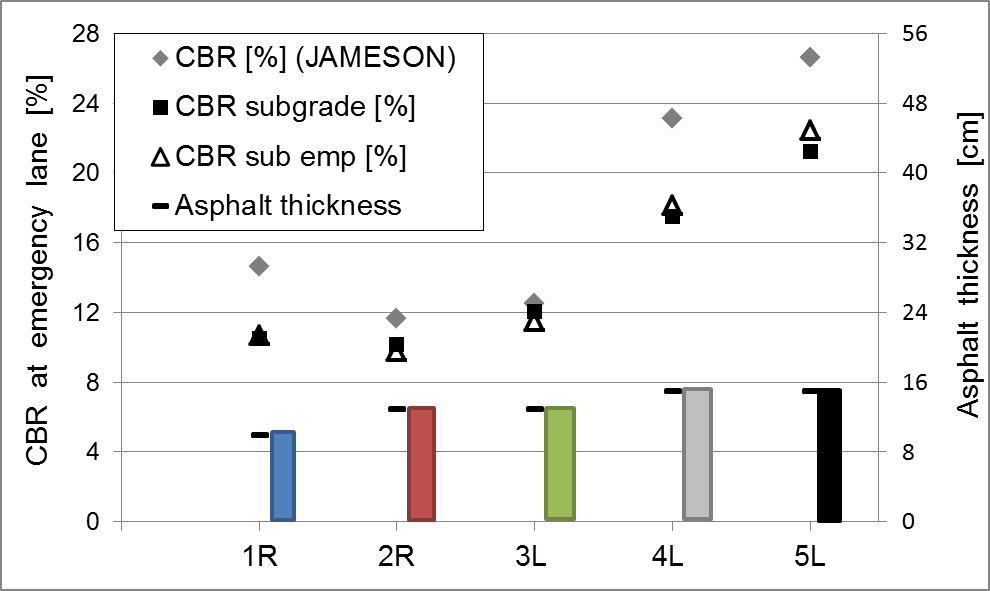 28
24
20
16
12
8
4
0
CBR at emergency lane [%]
CBR [%] (JAMESON)
CBR subgrade [%]
CBR sub emp [%]
Asphalt thickness
56
48
40
32
24
16
8
0
Asphalt thickness [cm]
1R 2R 3L 4L 5L